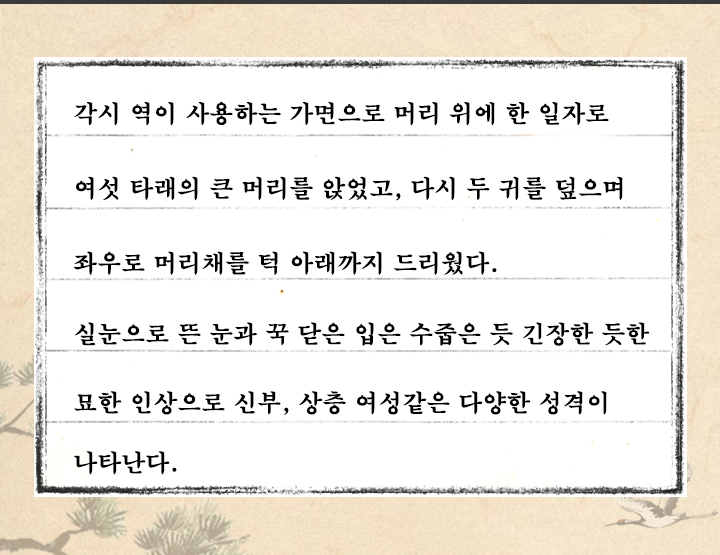 각시 역이 사용하는 가면으로 머리 위에 한 일자로
여섯 타래의 큰 머리를 앉었고, 다시 두 귀를 덮으며
좌우로 머리채를 턱 아래까지 드리웠다.
실눈으로 뜬 눈과 꾹 닫은 입은 수줍은 듯 긴장한 듯한
묘한 인상으로 신부, 상층 여성같은 다양한 성격이
나타난다.